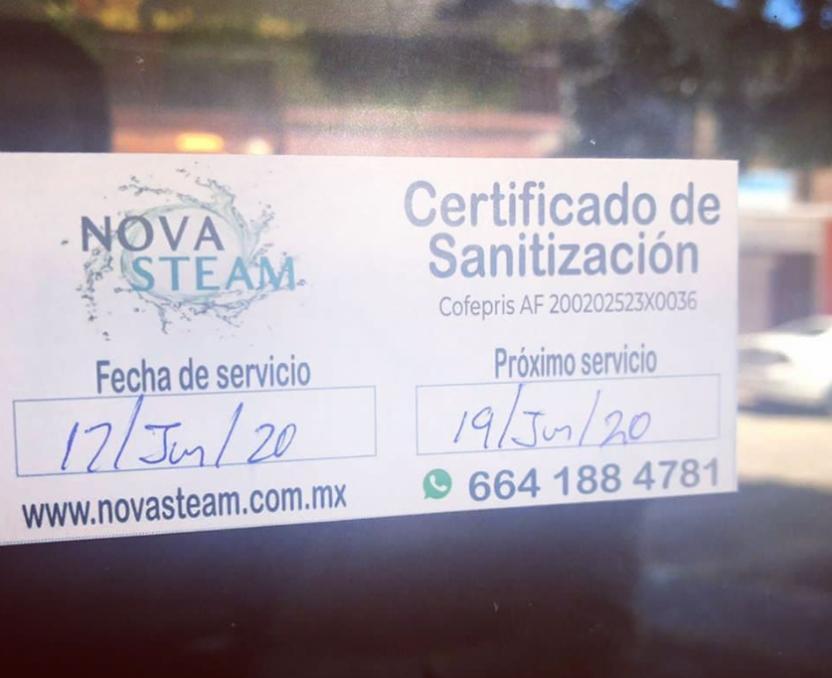 NOVA
STEAM
Certificado de
Sanitización
Cofepris AF 200202523X0036
Fecha de servicio
12/Jun/20
www.novasteam.com.mx
Próximo servicio
19/Jun/20
664 188 4781